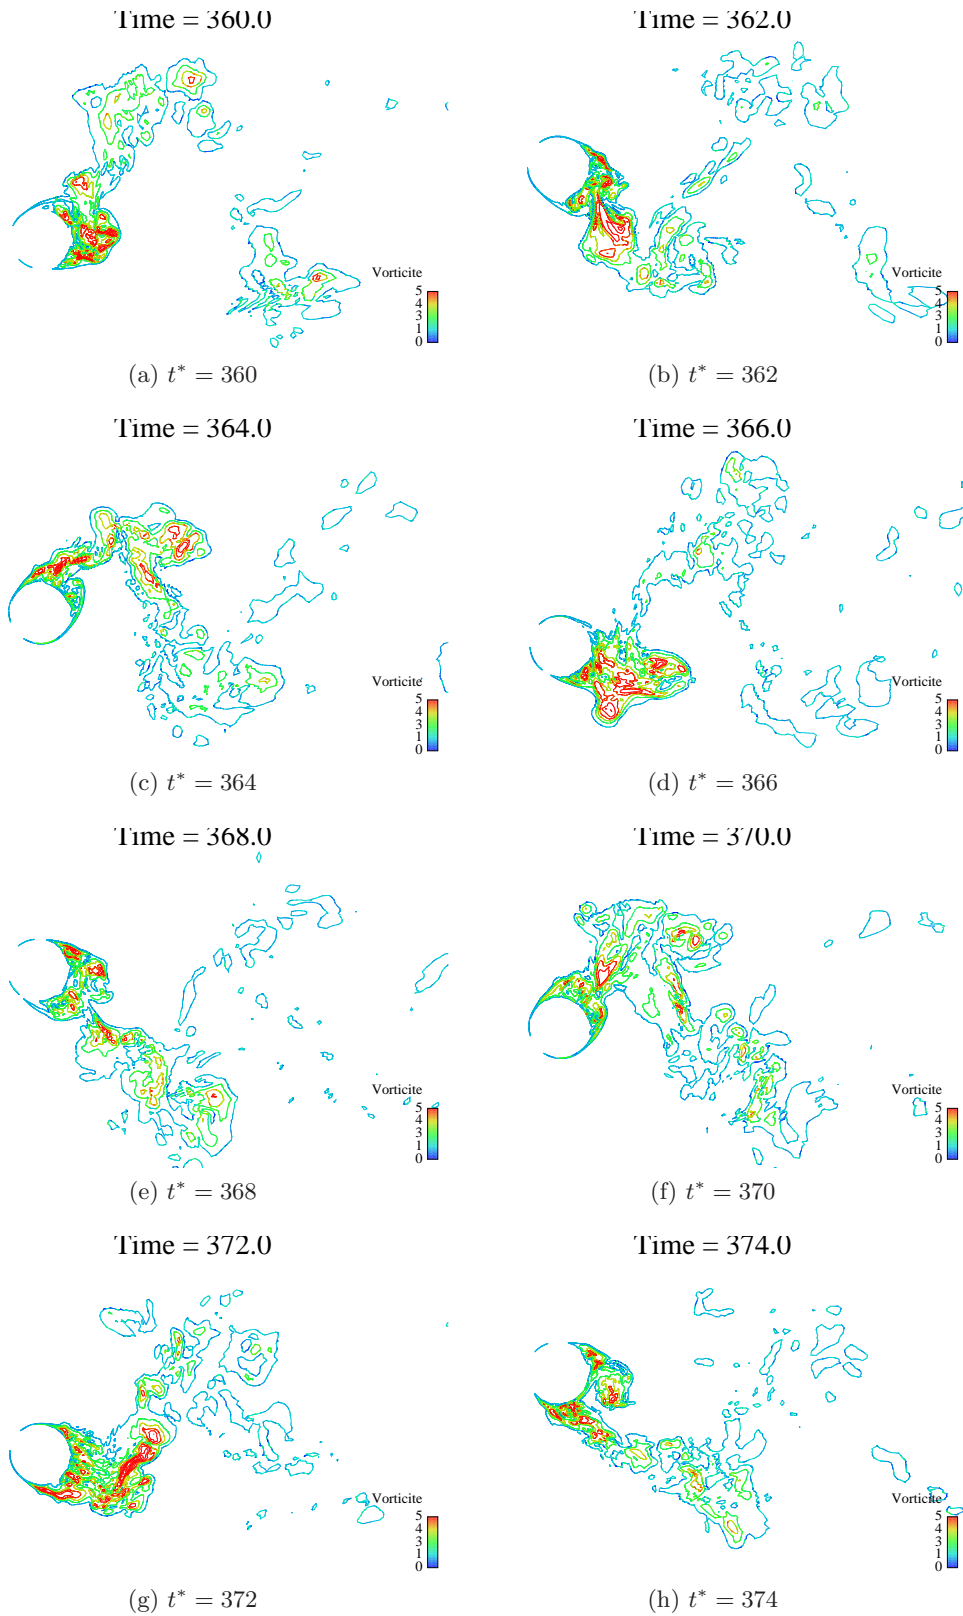 Time = 360.0
Vorticite
5
4
3
1
0
(a) t* = 360
Time = 362.0
Vorticite
5
4
3
1
0
(b) t* = 362
Time = 364.0
Vorticite
5
4
3
1
0
(c) t* = 364
Time = 366.0
Vorticite
5
4
3
1
0
(d) t* = 366
Time = 368.0
Vorticite
5
4
3
1
0
(e) t* = 368
Time = 370.0
Vorticite
5
4
3
1
0
(f) t* = 370
Time = 372.0
Vorticite
5
4
3
1
0
(g) t* = 372
Time = 374.0
Vorticite
5
4
3
1
0
(h) t* = 374